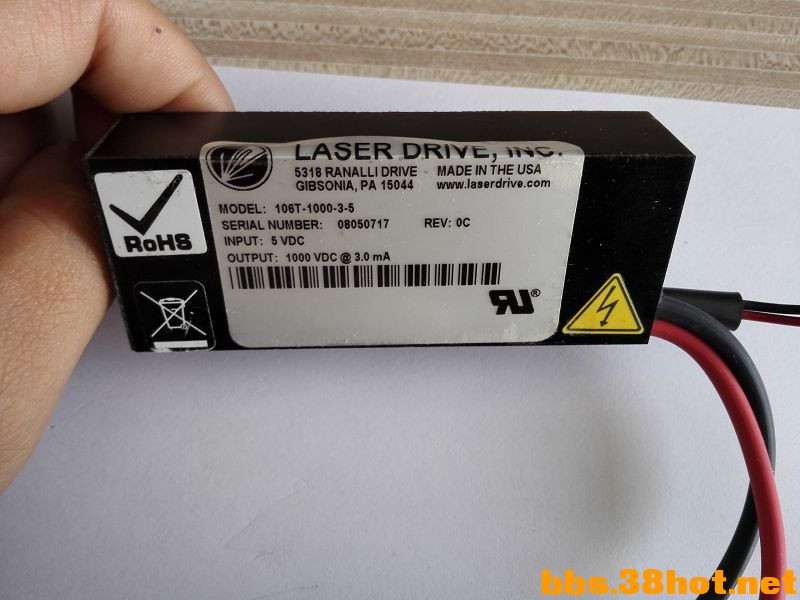 LASER DRIVE, INC.
5318 RANALLI DRIVE MADE IN THE USA
GIBSONIA, PA 15044 www.laserdrive.com
RoHS
MODEL: 106T-1000-3-5
SERIAL NUMBER: 08050717 REV: 0C
INPUT: 5 VDC
OUTPUT: 1000 VDC @ 3.0 mA
bbs.38hot.net